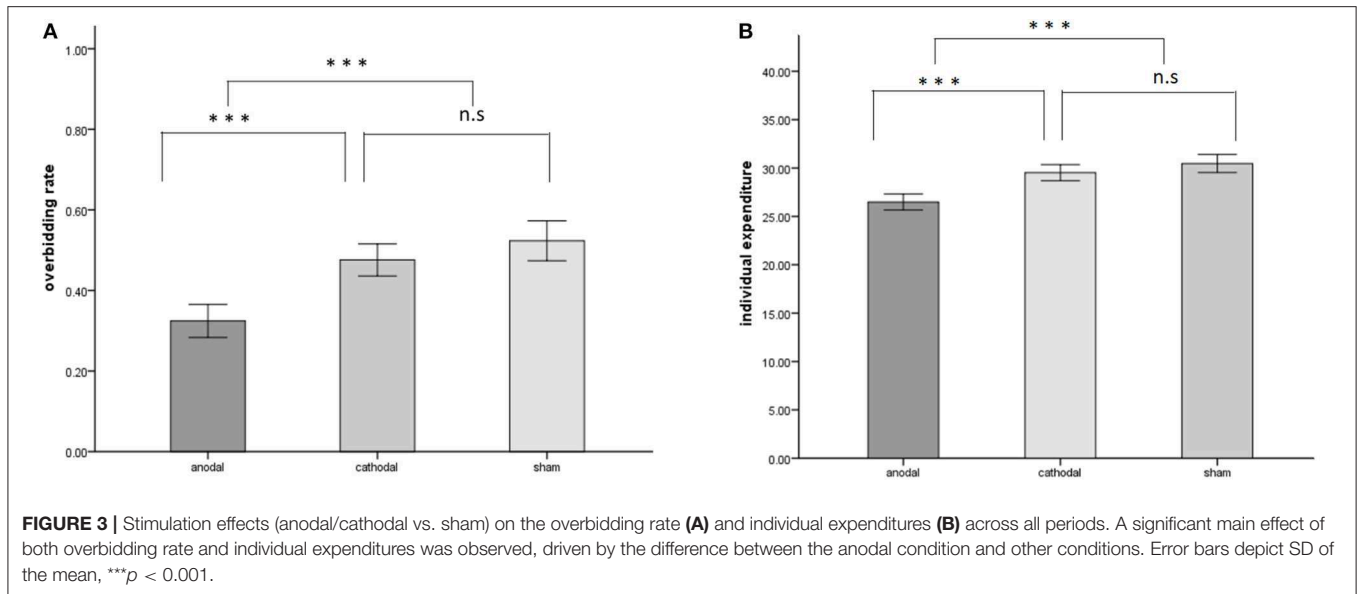 A
* * *
* * *
n.s
1.00
0.80
0.60
0.40
0.20
0.00
overbidding rate
anodal cathodal sham
B
* * *
* * *
n.s
40.00
35.00
30.00
25.00
20.00
15.00
10.00
5.00
0.00
individual expenditure
anodal cathodal sham
FIGURE 3 | Stimulation effects (anodal/cathodal vs. sham) on the overbidding rate (A) and individual expenditures (B) across all periods. A significant main effect of
both overbidding rate and individual expenditures was observed, driven by the difference between the anodal condition and other conditions. Error bars depict SD of
the mean, ***p < 0.001.